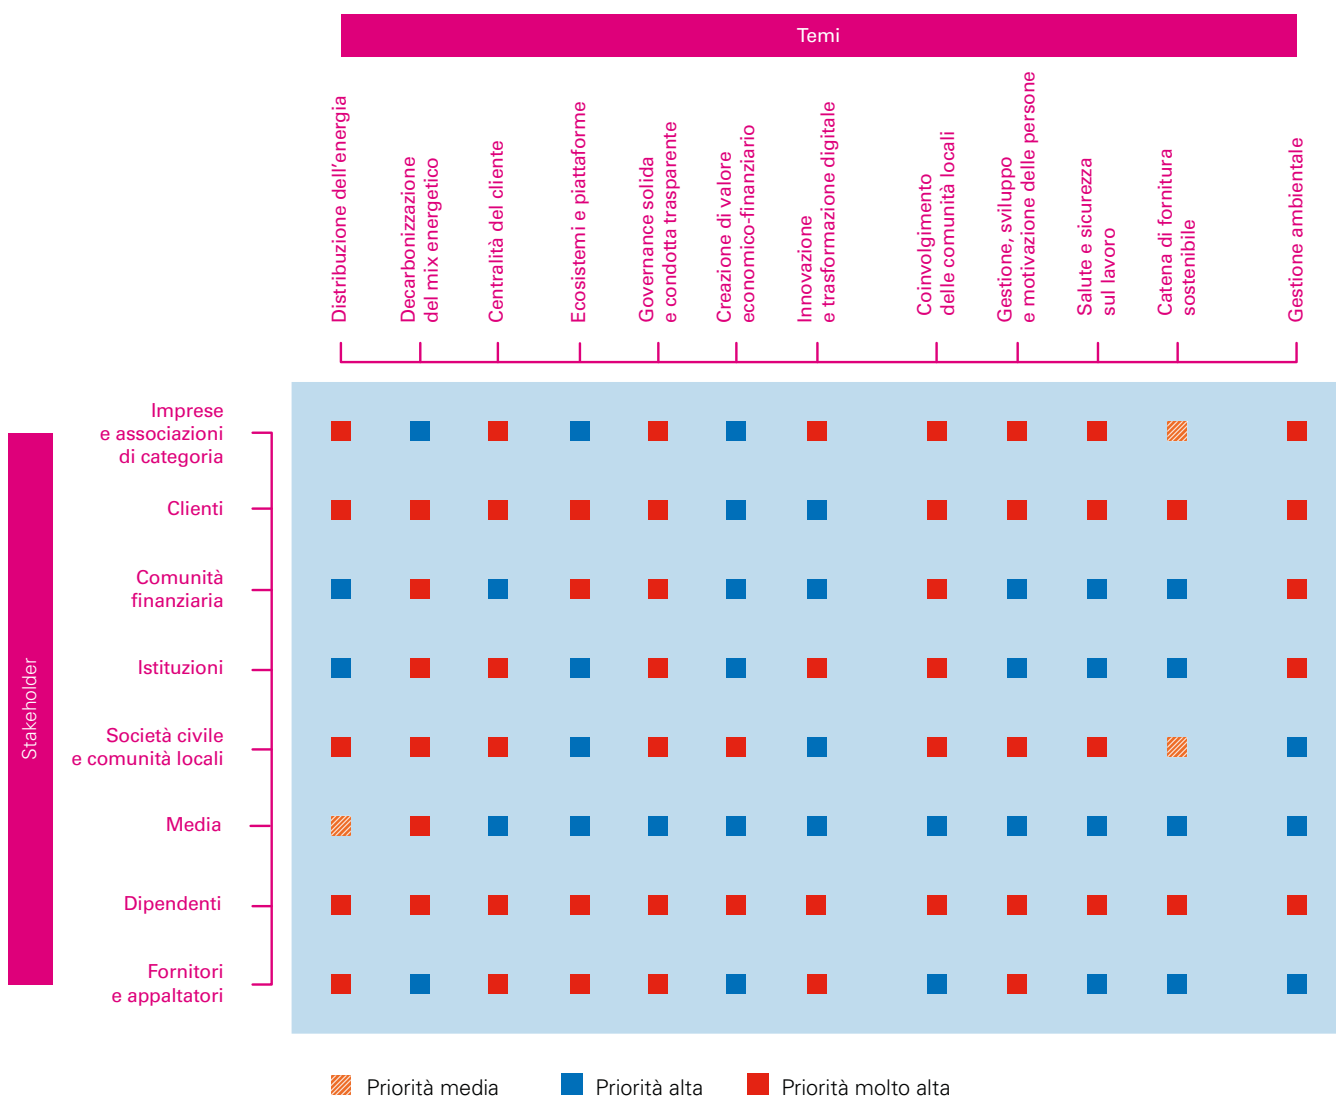 Temi
Distribuzione dell'energia
Decarbonizzazione
del mix energetico
Centralità del cliente
Ecosistemi e piattaforme
Governance solida
e condotta trasparente
Creazione di valore
economico-finanziario
Innovazione
e trasformazione digitale
Coinvolgimento
delle comunità locali
Gestione, sviluppo
e motivazione delle persone
Salute e sicurezza
sul lavoro
Catena di fornitura
sostenibile
Gestione ambientale
Stakeholder
Imprese
e associazioni
di categoria
Clienti
Comunità
finanziaria
Istituzioni
Società civile
e comunità locali
Media
Dipendenti
Fornitori
e appaltatori
Priorità media
Priorità alta
Priorità molto alta